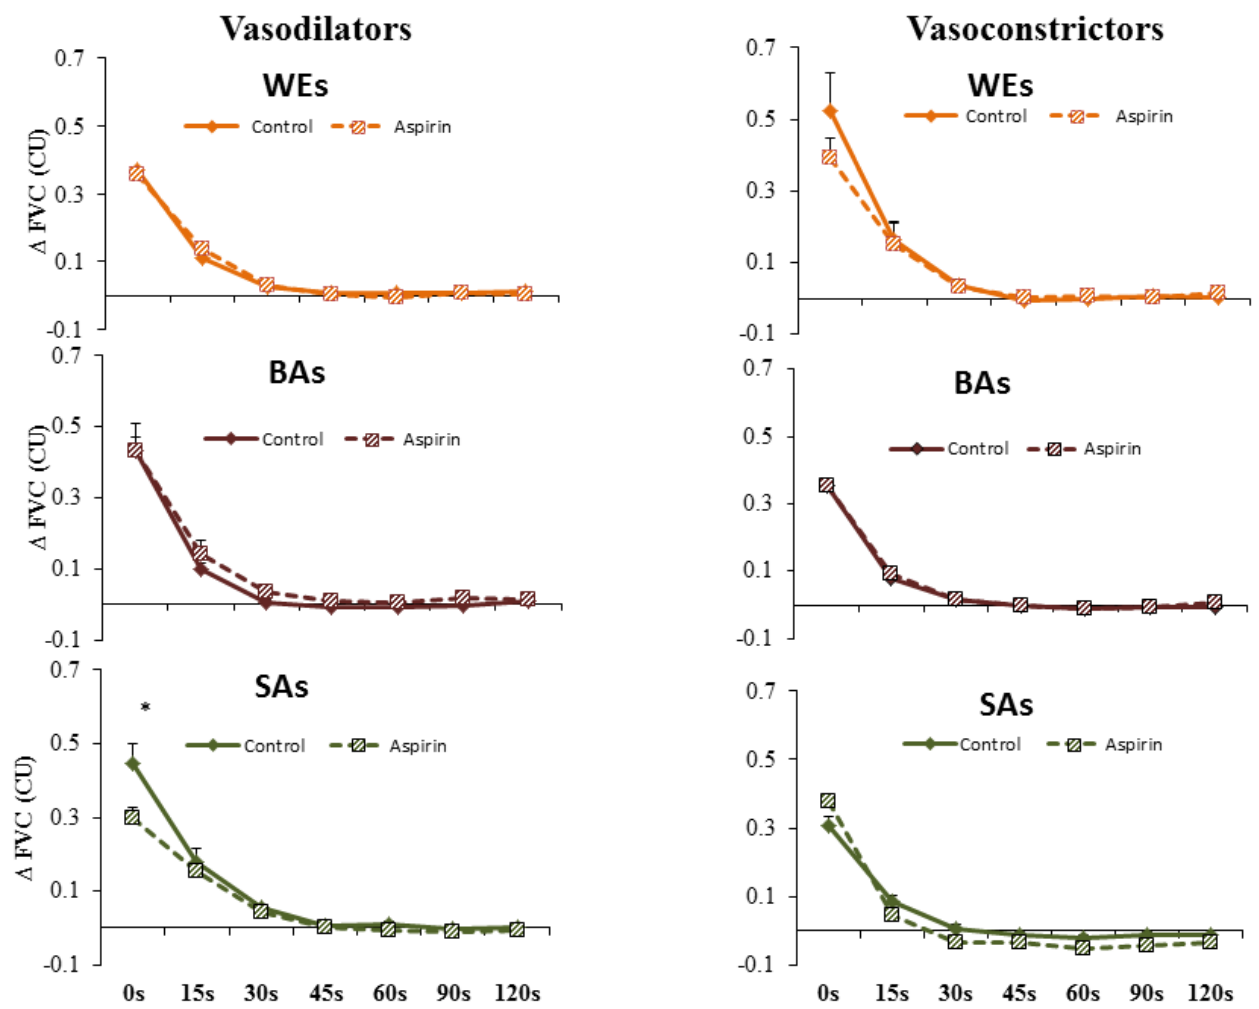 Vasodilators
Vasoconstrictors
WEs
Control
Aspirin
Δ FVC (CU)
0.7
0.5
0.3
0.1
-0.1
WEs
Control
Aspirin
0.7
0.5
0.3
0.1
-0.1
BAs
Control
Aspirin
Δ FVC (CU)
0.7
0.5
0.3
0.1
-0.1
BAs
Control
Aspirin
0.7
0.5
0.3
0.1
-0.1
SAs
*
Control
Aspirin
Δ FVC (CU)
0.7
0.5
0.3
0.1
-0.1
0s 15s 30s 45s 60s 90s 120s
SAs
Control
Aspirin
0.7
0.5
0.3
0.1
-0.1
0s 15s 30s 45s 60s 90s 120s